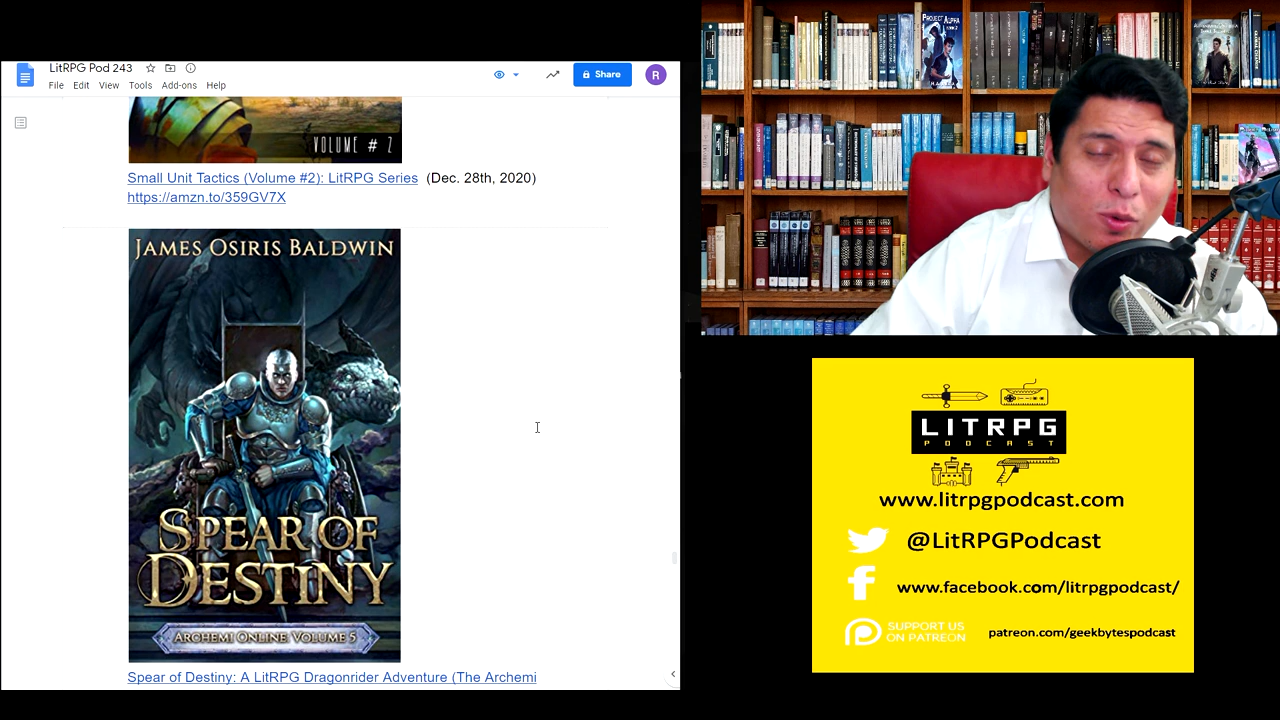 LitRPG Pod 243
File Edit View Tools Add-ons Help
Share
R
VOLUME # 2
Small Unit Tactics (Volume #2): LitRPG Series (Dec. 28th, 2020)
https://amzn.to/359GV7X
JAMES OSIRIS BALDWIN
SPEAR OF
DESTINY
ARCHEMI ONLINE VOLUME 5
Spear of Destiny: A LitRPG Dragonrider Adventure (The Archemi
PROJECT
ALPHA
LITRPG
PODCAST
www.litrpgpodcast.com
@LitRPGPodcast
www.facebook.com/litrpgpodcast/
SUPPORT US
ON PATREON
patreon.com/geekbytespodcast